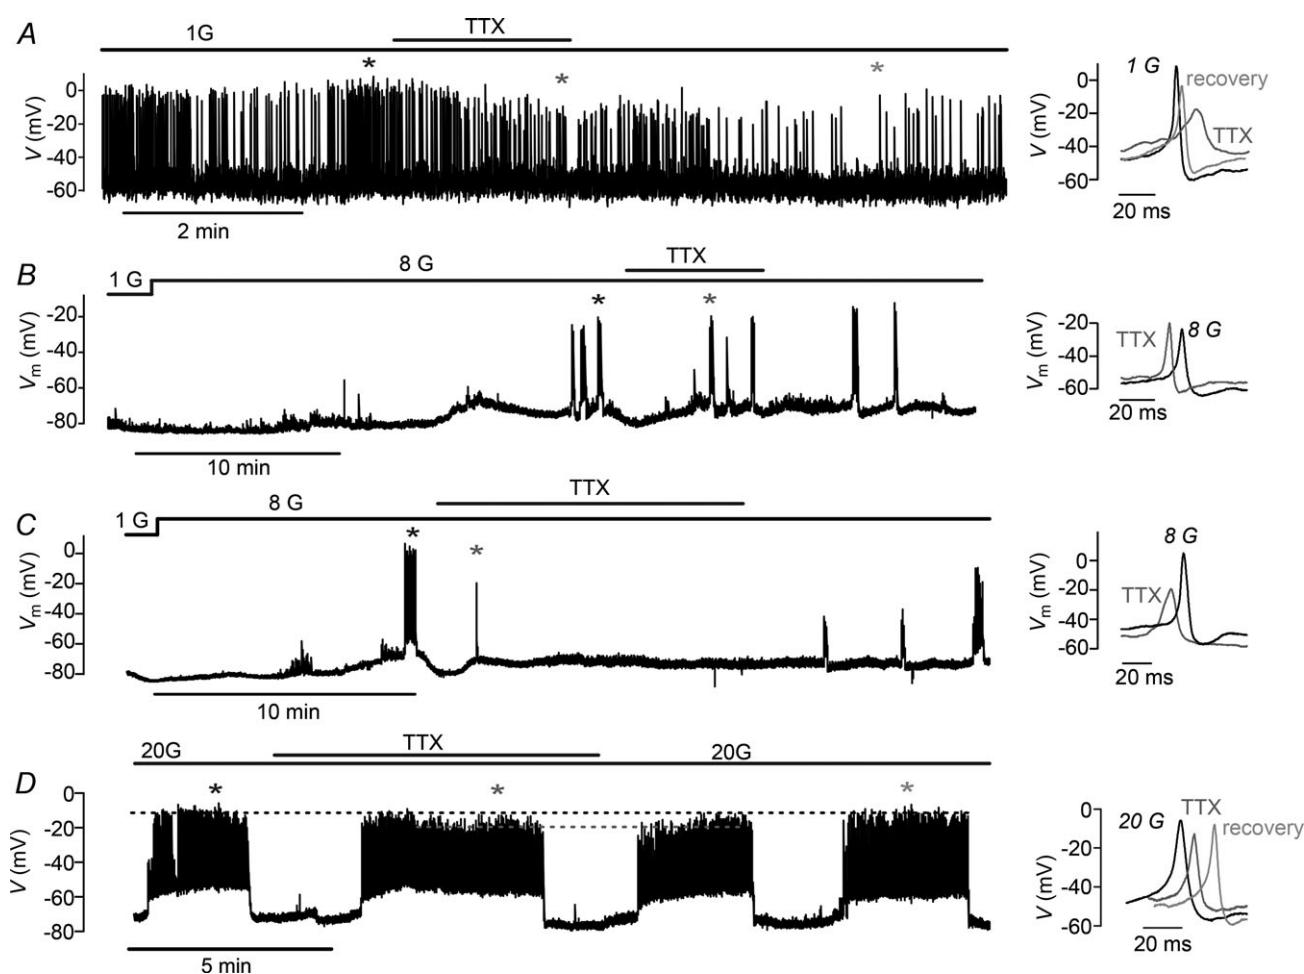 A
1G
TTX
*
*
*
V (mV)
0
-20
-40
-60
2 min
1 G
recovery
TTX
V (mV)
0
-20
-40
-60
20 ms
B
1 G
8 G
TTX
*
*
Vm (mV)
-20
-40
-60
-80
10 min
TTX
8 G
Vm (mV)
-20
-40
-60
20 ms
C
1 G
8 G
TTX
*
*
Vm (mV)
0
-20
-40
-60
-80
10 min
8 G
TTX
Vm (mV)
0
-20
-40
-60
20 ms
D
20G
TTX
20G
*
*
*
V (mV)
0
-20
-40
-60
-80
5 min
20 G
TTX
recovery
V (mV)
0
-20
-40
-60
20 ms